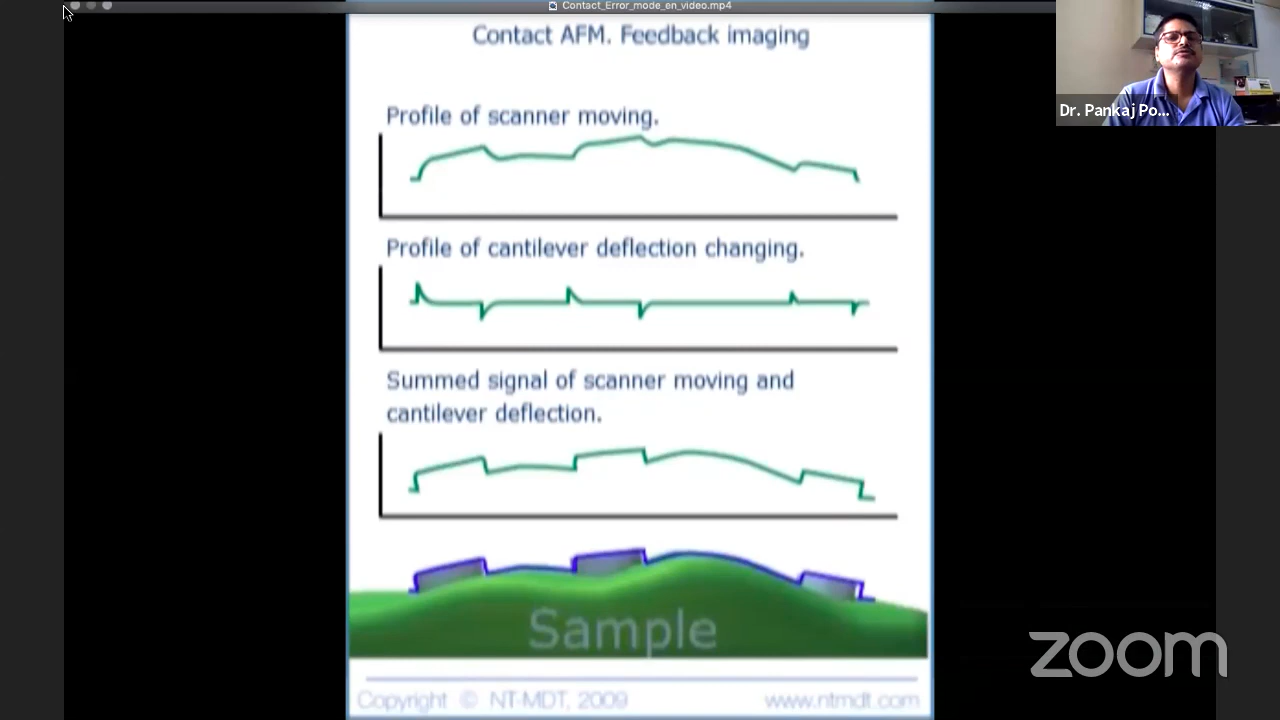 Contact_Error_mode_en_video.mp4
Contact AFM. Feedback imaging
Dr. Pankaj Po...
Profile of scanner moving.
Profile of cantilever deflection changing.
Summed signal of scanner moving and
cantilever deflection.
Sample
zoom
Copyright © NT-MDT, 2009
www.ntmdt.com